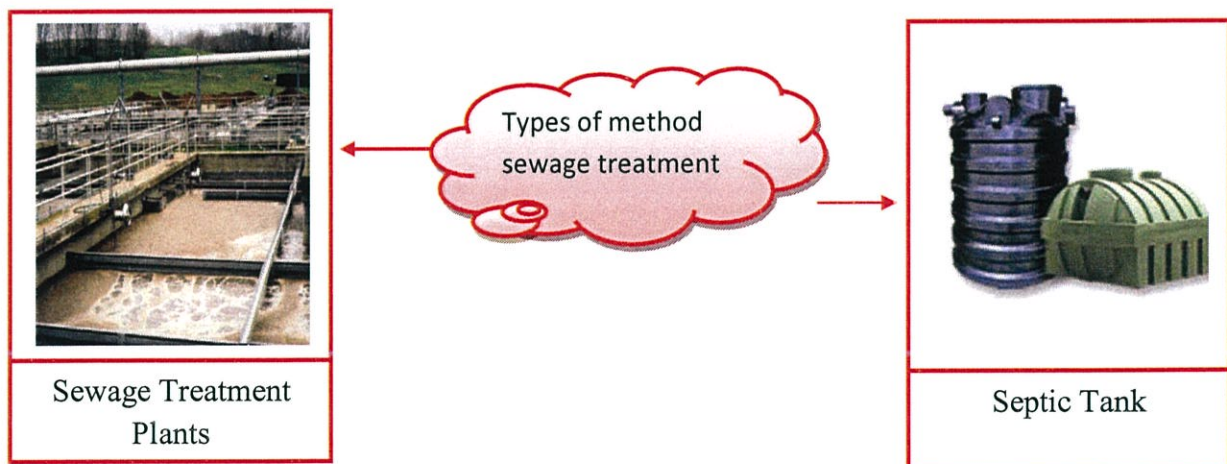 Types of method
sewage treatment
Sewage Treatment
Plants
Septic Tank